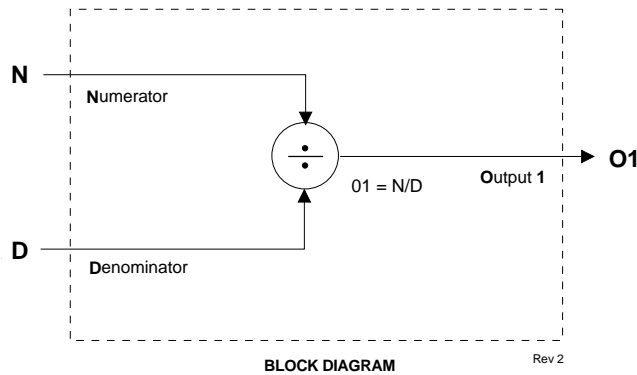 N
Numerator
÷
O1
Output 1
01 = N/D
D
Denominator
BLOCK DIAGRAM
Rev 2